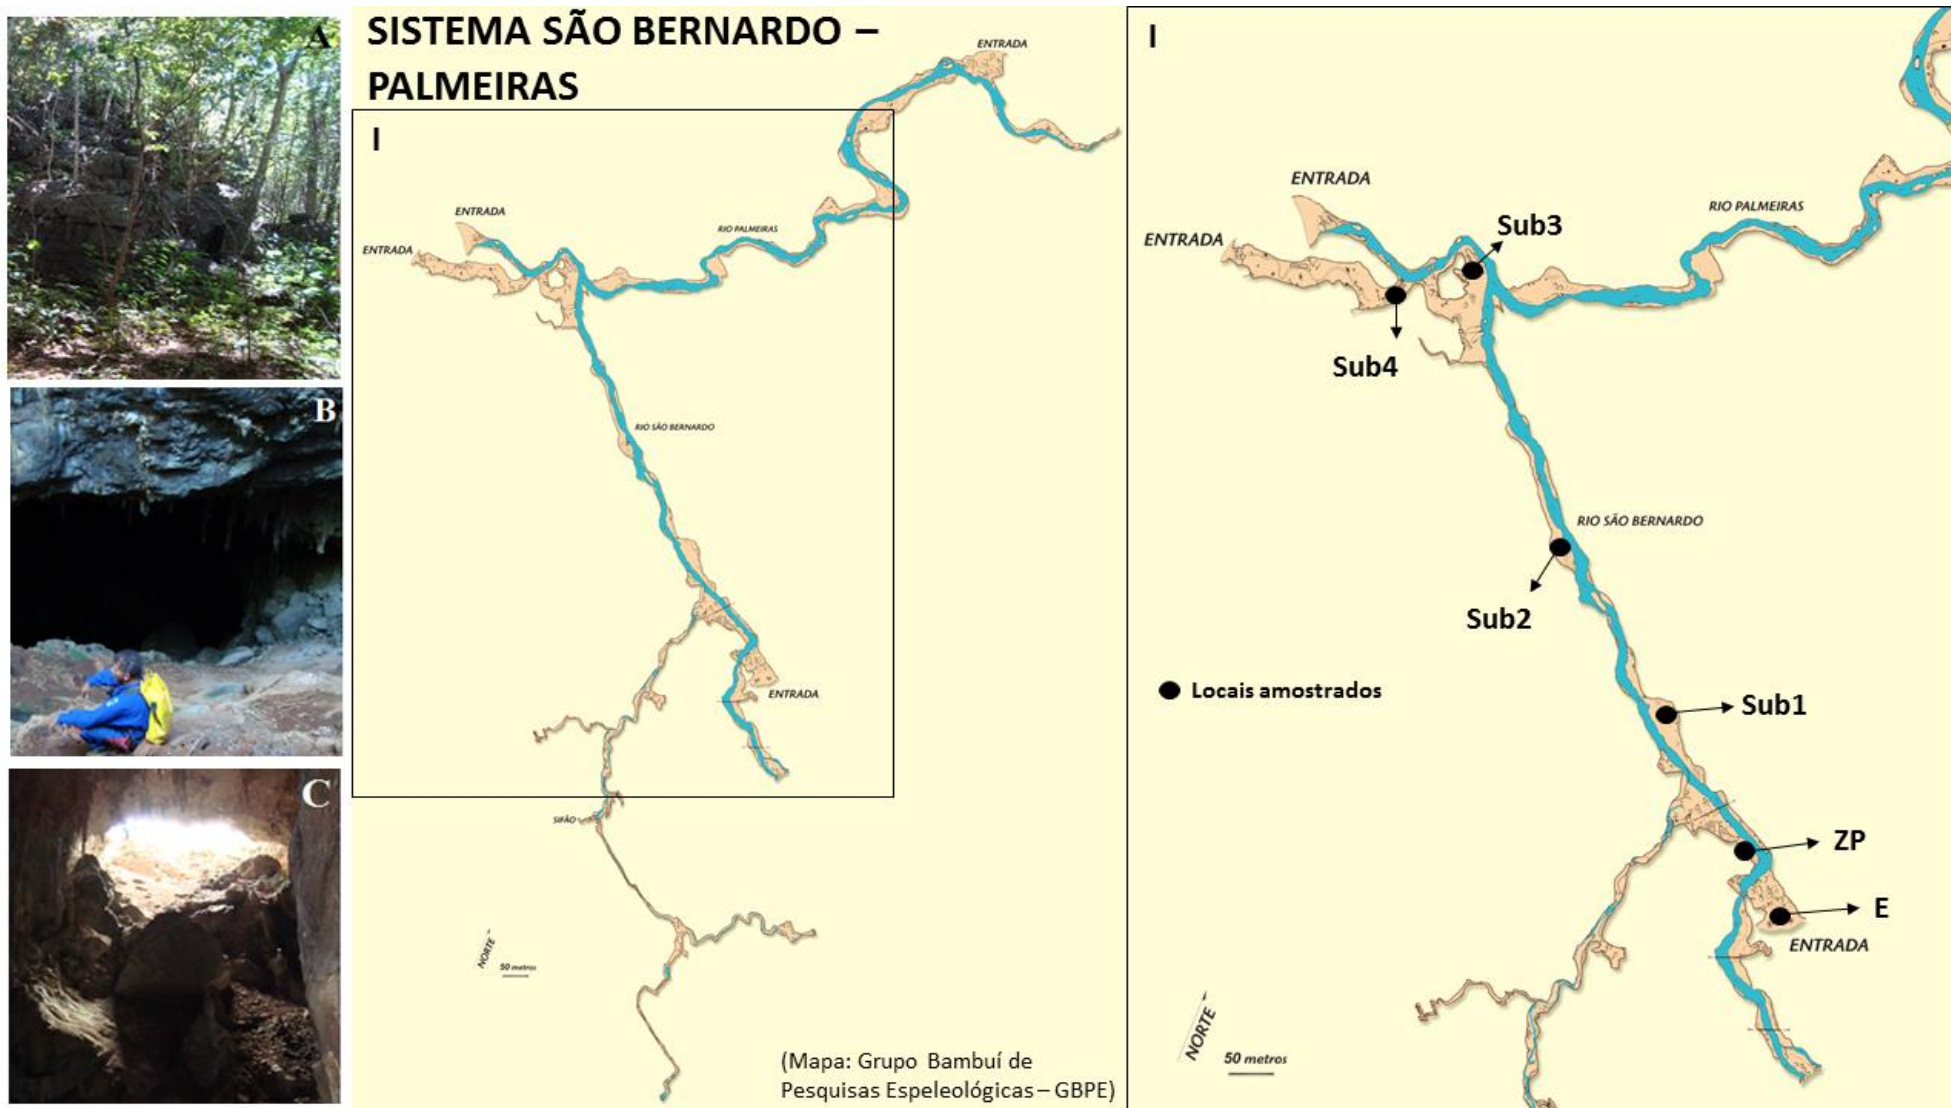 A
B
C
SISTEMA SÃO BERNARDO –
PALMEIRAS
I
ENTRADA
ENTRADA
ENTRADA
RIO PALMEIRAS
RIO SÃO BERNARDO
ENTRADA
SIFÃO
NORTE
50 metros
(Mapa: Grupo Bambuí de
Pesquisas Espeleológicas – GBPE)
I
ENTRADA
ENTRADA
RIO PALMEIRAS
Sub3
Sub4
RIO SÃO BERNARDO
Sub2
Locais amostrados
Sub1
ZP
E
ENTRADA
NORTE
50 metros